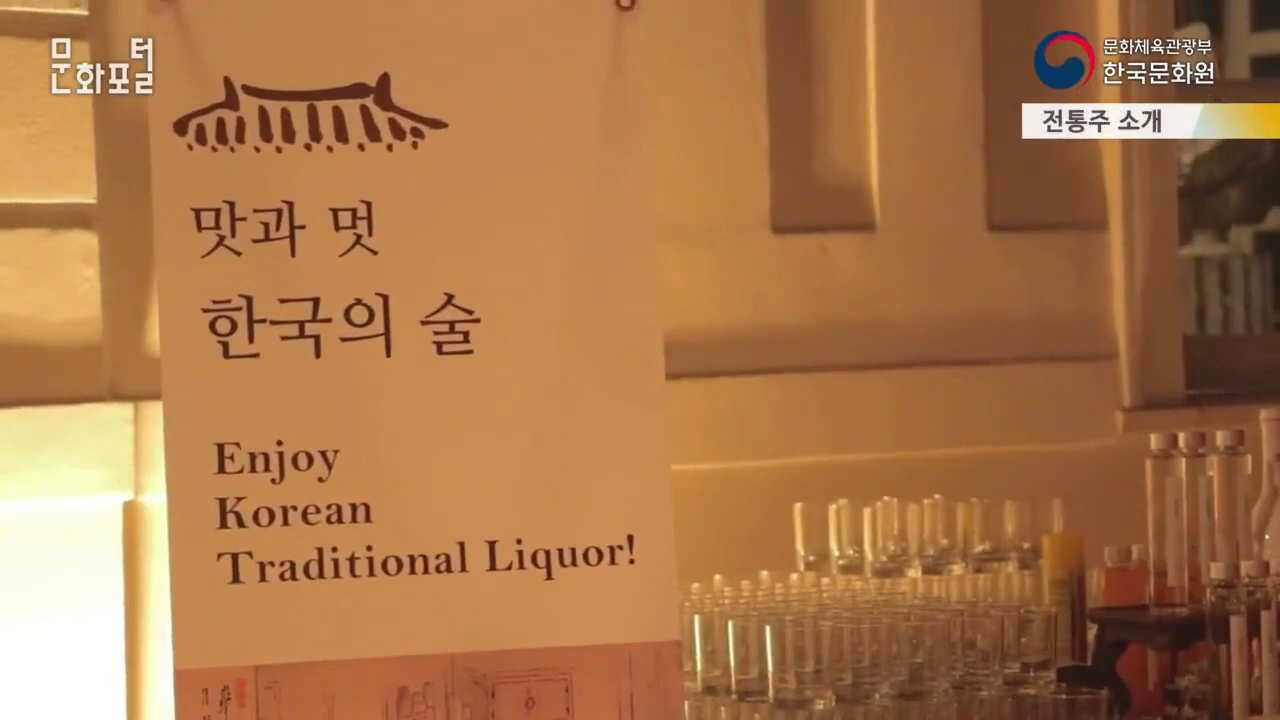 문화포털
문화체육관광부
한국문화원
전통주 소개
맛과 멋
한국의 술
Enjoy
Korean
Traditional Liquor!